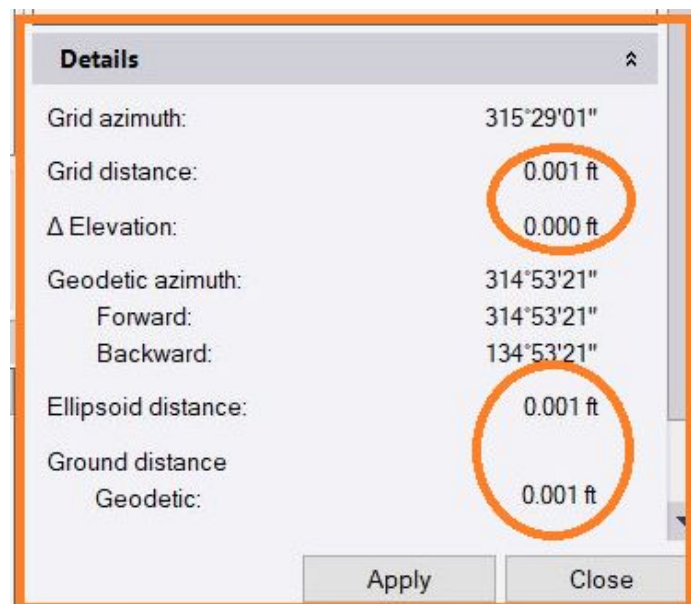 Details
Grid azimuth: 315°29'01"
Grid distance: 0.001 ft
Δ Elevation: 0.000 ft
Geodetic azimuth: 314°53'21"
Forward: 314°53'21"
Backward: 134°53'21"
Ellipsoid distance: 0.001 ft
Ground distance
Geodetic: 0.001 ft
Apply Close